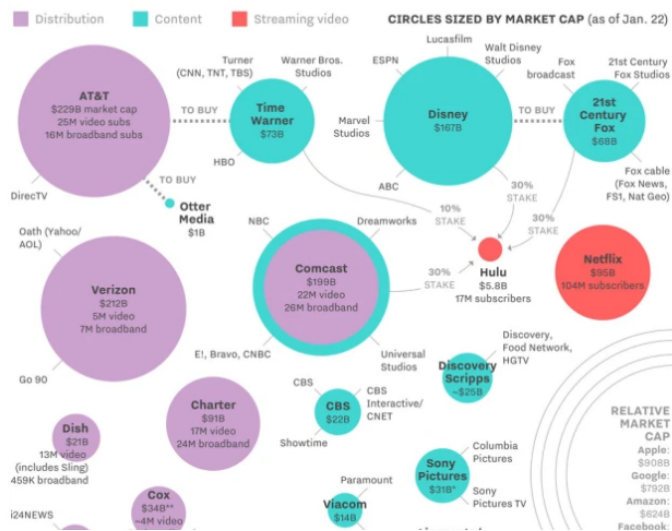 Distribution
Content
Streaming video
CIRCLES SIZED BY MARKET CAP (as of Jan. 22)
AT&T
$229B market cap
25M video subs
16M broadband subs
DirecTV
TO BUY
TO BUY
Otter
Media
$1B
Turner
(CNN, TNT, TBS)
Warner Bros.
Studios
Time
Warner
$73B
HBO
Lucasfilm
ESPN
Walt Disney
Studios
Marvel
Studios
Disney
$167B
ABC
TO BUY
Fox
broadcast
21st Century
Fox Studios
21st
Century
Fox
$68B
Fox cable
(Fox News,
FS1, Nat Geo)
10%
STAKE
30%
STAKE
30%
STAKE
30%
STAKE
Hulu
$5.8B
17M subscribers
Netflix
$95B
104M subscribers
Oath (Yahoo/
AOL)
Verizon
$212B
5M video
7M broadband
Go 90
NBC
Dreamworks
Comcast
$199B
22M video
26M broadband
E!, Bravo, CNBC
Universal
Studios
Discovery,
Food Network,
HGTV
Discovery
Scripps
~$25B
Charter
$91B
17M video
24M broadband
CBS
CBS
Interactive/
CNET
CBS
$22B
Showtime
Dish
$21B
13M video
(includes Sling)
459K broadband
Columbia
Pictures
Sony
Pictures
$31B*
Sony
Pictures TV
Cox
$34B**
~4M video
i24NEWS
Paramount
Viacom
$14B
RELATIVE
MARKET
CAP
Apple:
$908B
Google:
$792B
Amazon:
$624B
Facebook